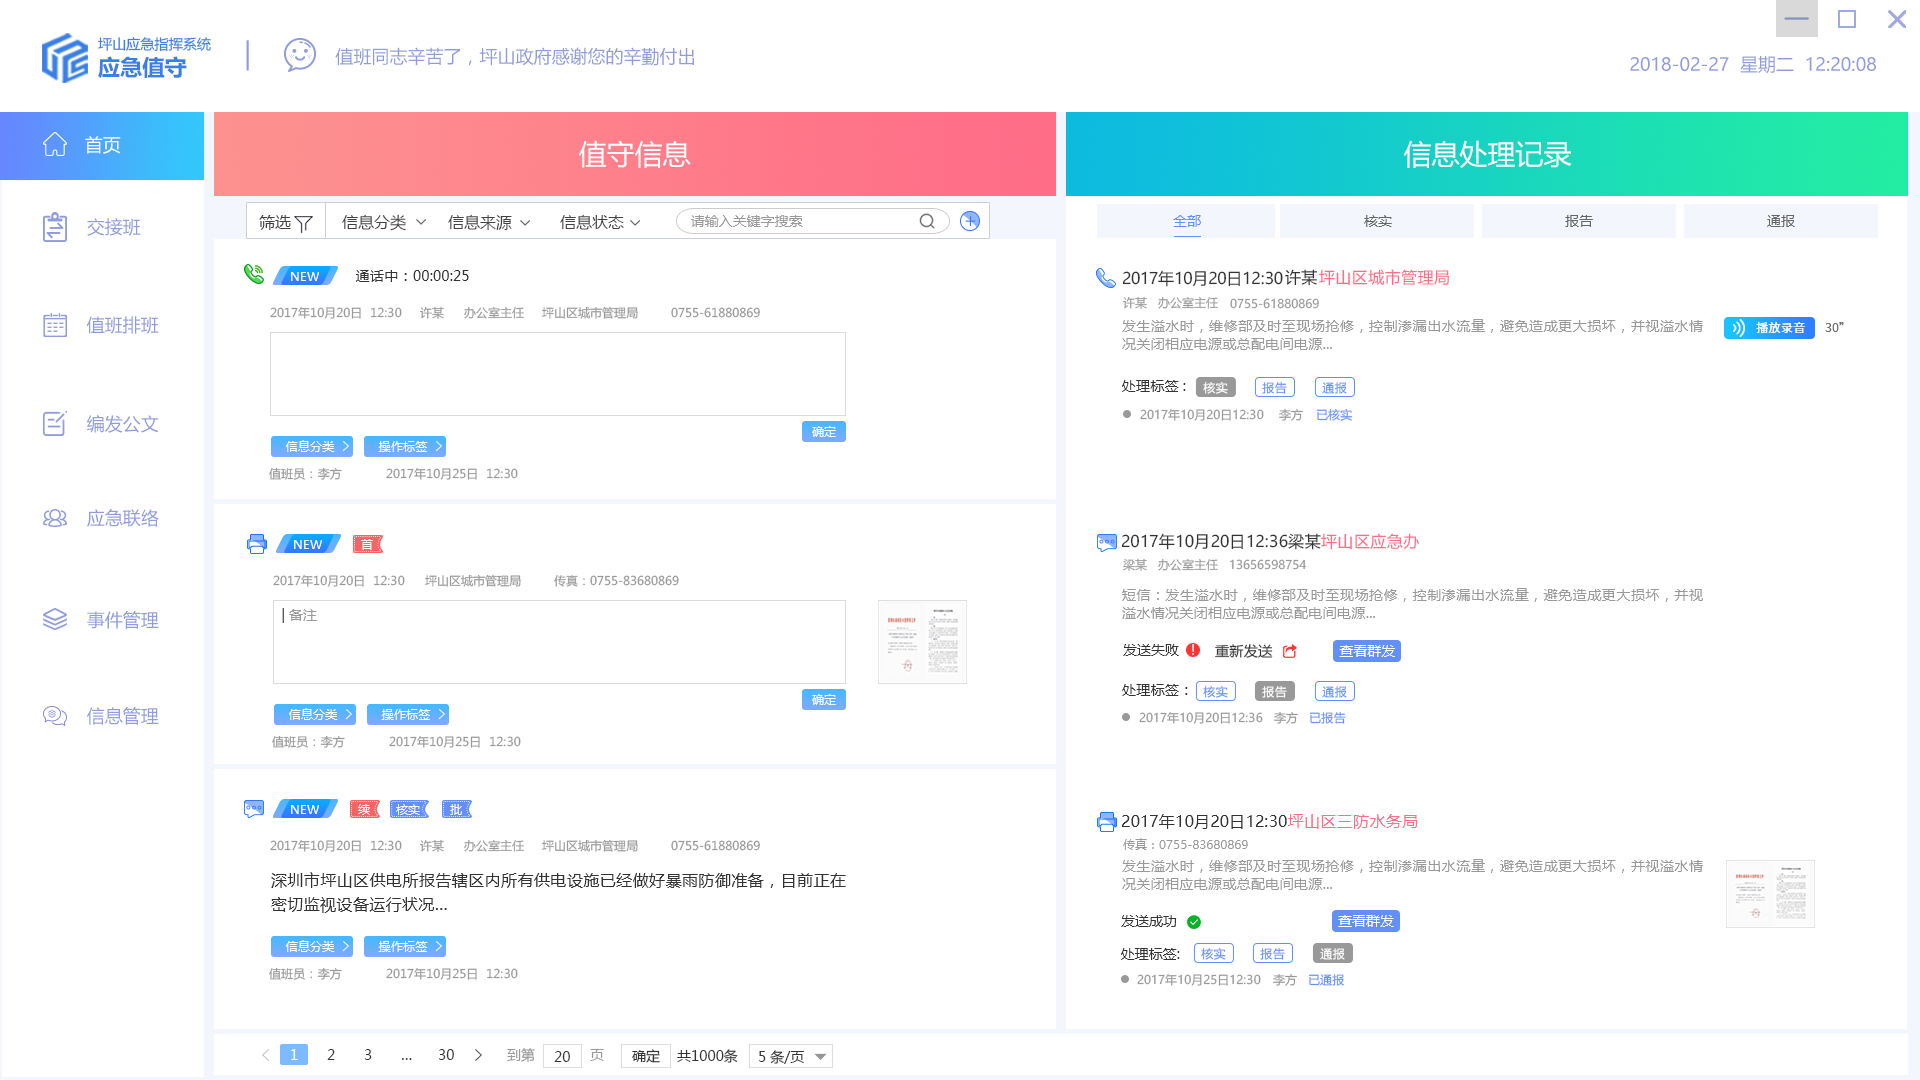 坪山应急指挥系统
应急值守
值班同志辛苦了，坪山政府感谢您的辛勤付出
2018-02-27 星期二 12:20:08
首页
交接班
值班排班
编发公文
应急联络
事件管理
信息管理
值守信息
筛选 信息分类 信息来源 信息状态 请输入关键字搜索
NEW 通话中：00:00:25
2017年10月20日 12:30 许某 办公室主任 坪山区城市管理局 0755-61880869
确定
信息分类 操作标签
值班员：李方 2017年10月25日 12:30
NEW 首
2017年10月20日 12:30 坪山区城市管理局 传真：0755-83680869
备注
确定
信息分类 操作标签
值班员：李方 2017年10月25日 12:30
NEW 续 核实 批
2017年10月20日 12:30 许某 办公室主任 坪山区城市管理局 0755-61880869
深圳市坪山区供电所报告辖区内所有供电设施已经做好暴雨防御准备，目前正在
密切监视设备运行状况...
信息分类 操作标签
值班员：李方 2017年10月25日 12:30
1 2 3 ... 30 到第 20 页 确定 共1000条 5 条/页
信息处理记录
全部 核实 报告 通报
2017年10月20日12:30许某坪山区城市管理局
许某 办公室主任 0755-61880869
发生溢水时，维修部及时至现场抢修，控制渗漏出水流量，避免造成更大损坏，并视溢水情
况关闭相应电源或总配电间电源...
播放录音 30”
处理标签： 核实 报告 通报
2017年10月20日12:30 李方 已核实
2017年10月20日12:36梁某坪山区应急办
梁某 办公室主任 13656598754
短信：发生溢水时，维修部及时至现场抢修，控制渗漏出水流量，避免造成更大损坏，并视
溢水情况关闭相应电源或总配电间电源...
发送失败 重新发送 查看群发
处理标签： 核实 报告 通报
2017年10月20日12:36 李方 已报告
2017年10月20日12:30坪山区三防水务局
传真：0755-83680869
发生溢水时，维修部及时至现场抢修，控制渗漏出水流量，避免造成更大损坏，并视溢水情
况关闭相应电源或总配电间电源...
发送成功 查看群发
处理标签: 核实 报告 通报
2017年10月25日12:30 李方 已通报